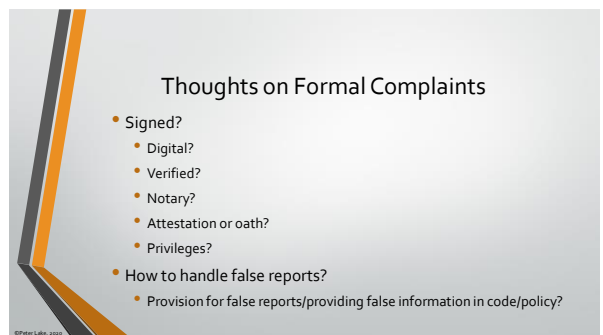 Thoughts on Formal Complaints
Signed?
Digital?
Verified?
Notary?
Attestation or oath?
Privileges?
How to handle false reports?
Provision for false reports/providing false information in code/policy?
©Peter Lake, 2020